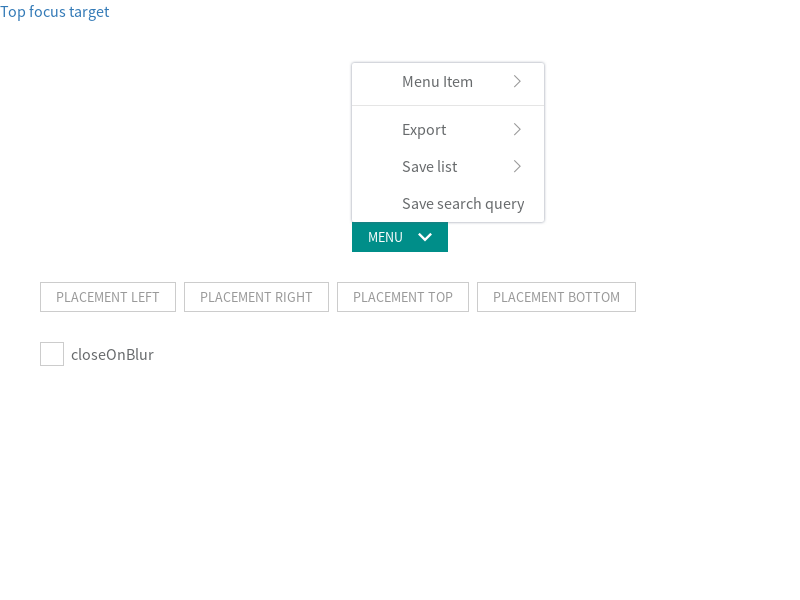 Top focus target
Menu Item
Export
Save list
Save search query
MENU
PLACEMENT LEFT PLACEMENT RIGHT PLACEMENT TOP PLACEMENT BOTTOM
closeOnBlur